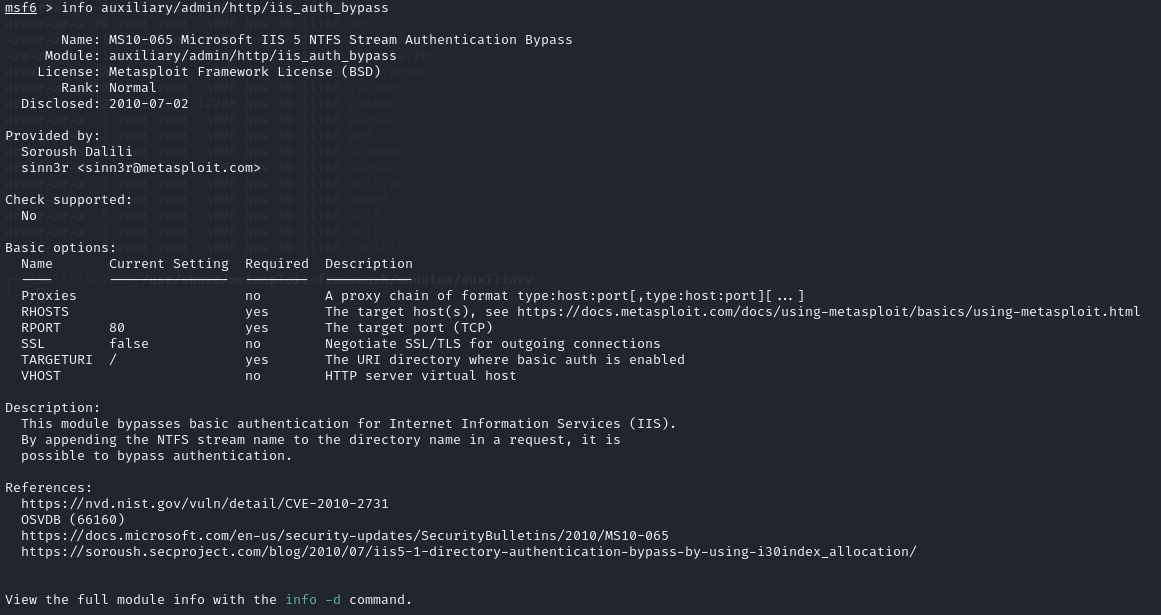 msf6 > info auxiliary/admin/http/iis_auth_bypass
Name: MS10-065 Microsoft IIS 5 NTFS Stream Authentication Bypass
Module: auxiliary/admin/http/iis_auth_bypass
License: Metasploit Framework License (BSD)
Rank: Normal
Disclosed: 2010-07-02
Provided by:
Soroush Dalili
sinn3r <sinn3r@metasploit.com>
Check supported:
No
Basic options:
Name Current Setting Required Description
Proxies no A proxy chain of format type:host:port[,type:host:port][...]
RHOSTS yes The target host(s), see https://docs.metasploit.com/docs/using-metasploit/basics/using-metasploit.html
RPORT 80 yes The target port (TCP)
SSL false no Negotiate SSL/TLS for outgoing connections
TARGETURI / yes The URI directory where basic auth is enabled
VHOST no HTTP server virtual host
Description:
This module bypasses basic authentication for Internet Information Services (IIS).
By appending the NTFS stream name to the directory name in a request, it is
possible to bypass authentication.
References:
https://nvd.nist.gov/vuln/detail/CVE-2010-2731
OSVDB (66160)
https://docs.microsoft.com/en-us/security-updates/SecurityBulletins/2010/MS10-065
https://soroush.secproject.com/blog/2010/07/iis5-1-directory-authentication-bypass-by-using-i30index_allocation/
View the full module info with the info -d command.